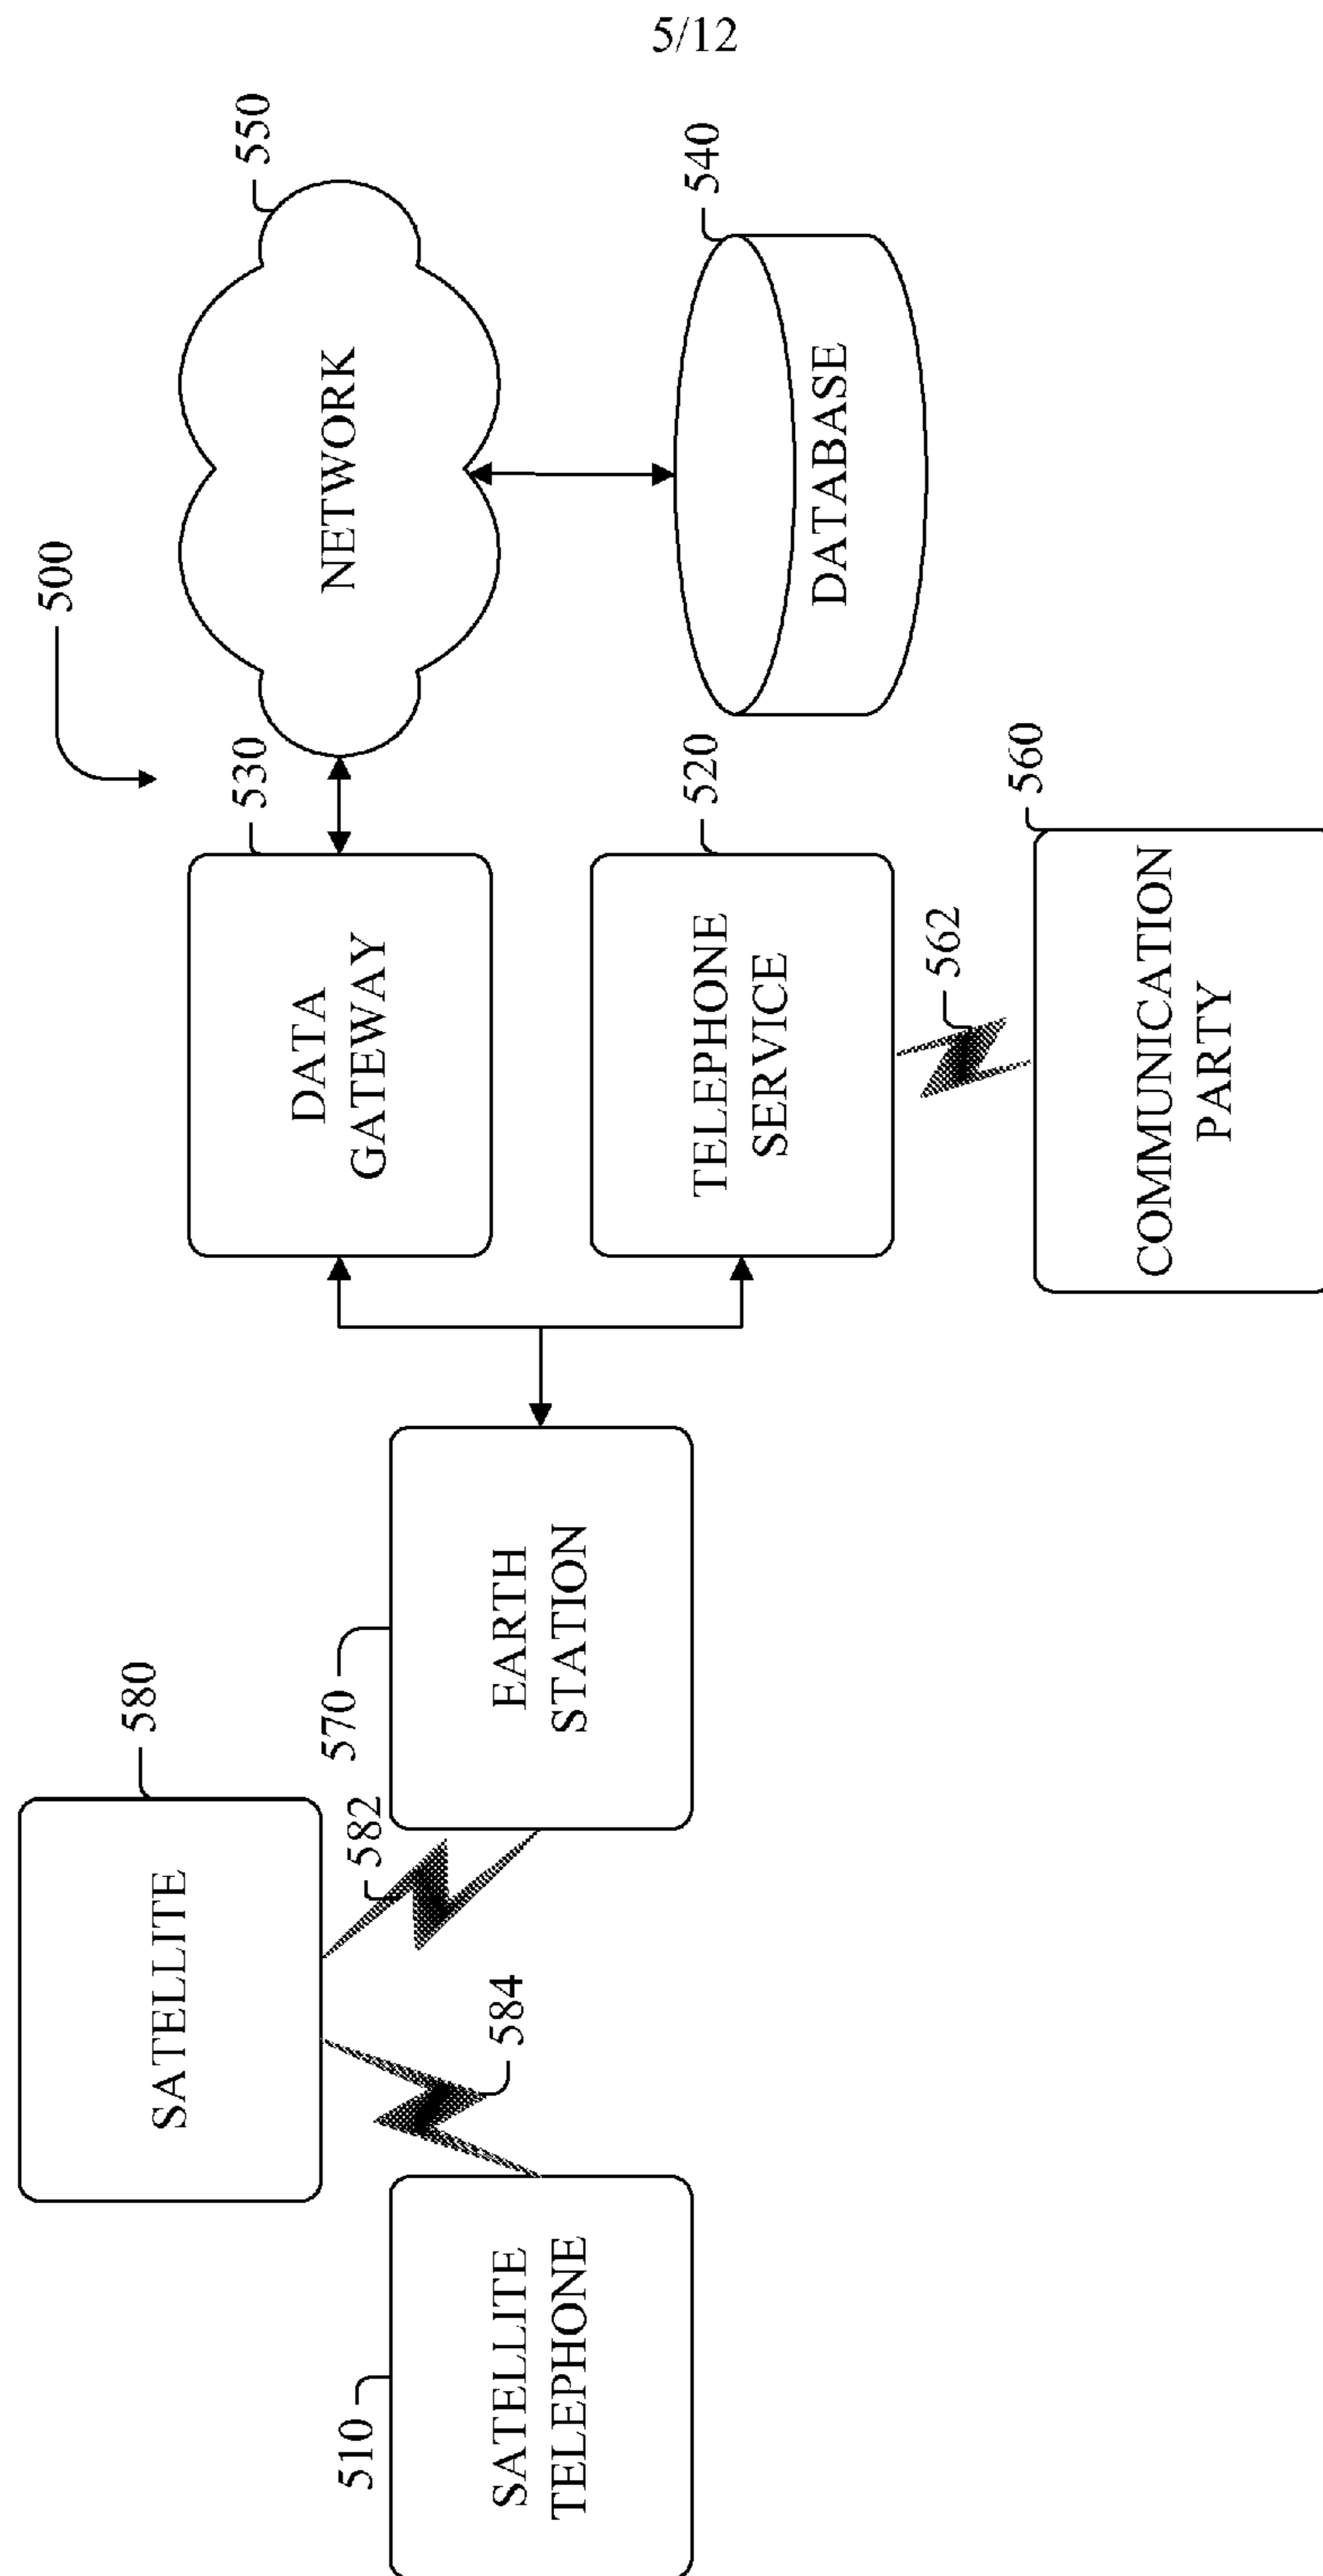 5/12
500
SATELLITE
580
582
584
570
EARTH
STATION
510
SATELLITE
TELEPHONE
530
DATA
GATEWAY
550
NETWORK
520
TELEPHONE
SERVICE
540
DATABASE
562
560
COMMUNICATION
PARTY